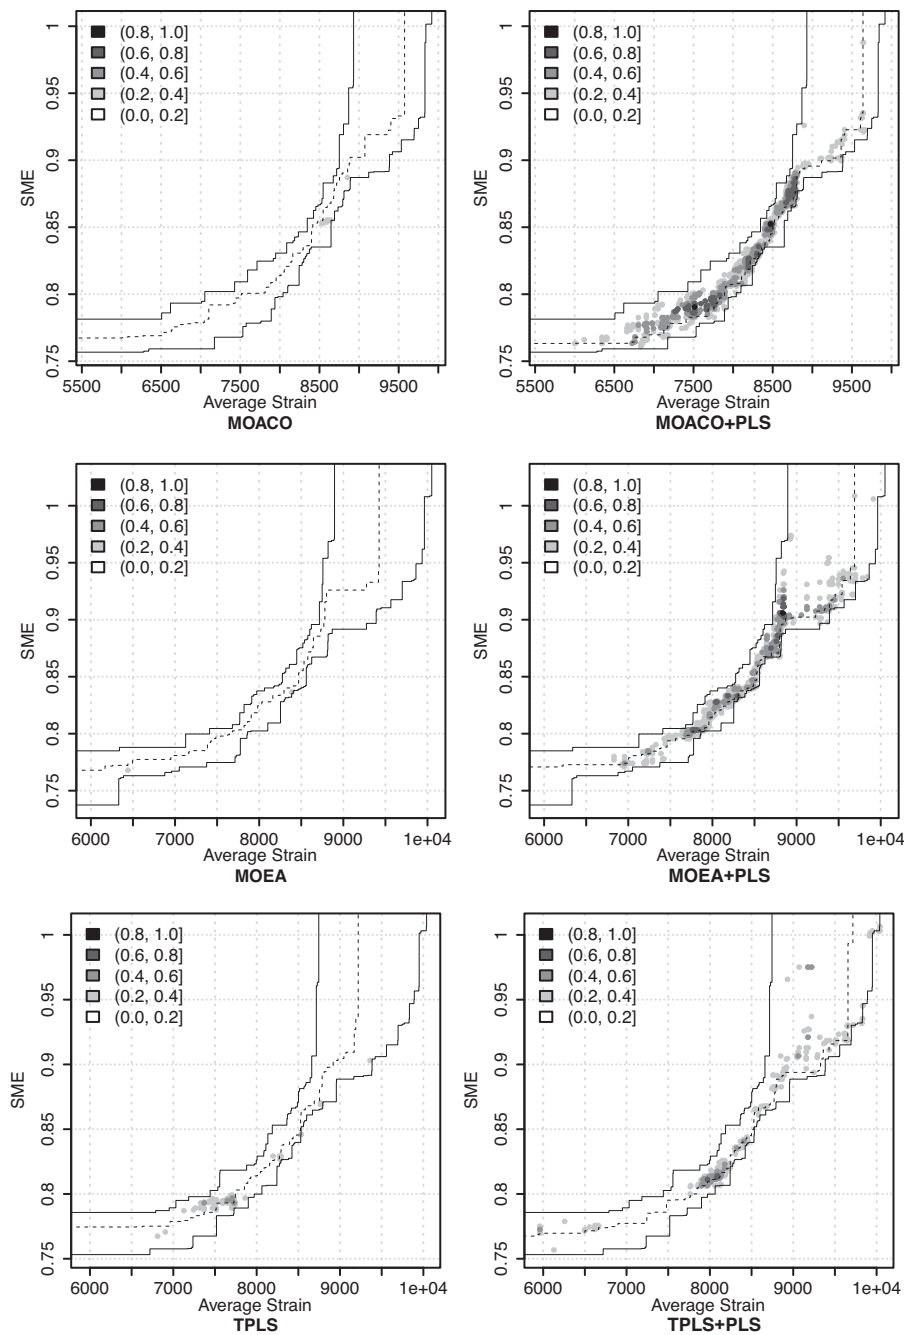 (0.8, 1.0]
(0.6, 0.8]
(0.4, 0.6]
(0.2, 0.4]
(0.0, 0.2]
SME
0.75 0.8 0.85 0.9 0.95 1
5500 6500 7500 8500 9500
Average Strain
MOACO
(0.8, 1.0]
(0.6, 0.8]
(0.4, 0.6]
(0.2, 0.4]
(0.0, 0.2]
SME
0.75 0.8 0.85 0.9 0.95 1
5500 6500 7500 8500 9500
Average Strain
MOACO+PLS
(0.8, 1.0]
(0.6, 0.8]
(0.4, 0.6]
(0.2, 0.4]
(0.0, 0.2]
SME
0.75 0.8 0.85 0.9 0.95 1
6000 7000 8000 9000 1e+04
Average Strain
MOEA
(0.8, 1.0]
(0.6, 0.8]
(0.4, 0.6]
(0.2, 0.4]
(0.0, 0.2]
SME
0.75 0.8 0.85 0.9 0.95 1
6000 7000 8000 9000 1e+04
Average Strain
MOEA+PLS
(0.8, 1.0]
(0.6, 0.8]
(0.4, 0.6]
(0.2, 0.4]
(0.0, 0.2]
SME
0.75 0.8 0.85 0.9 0.95 1
6000 7000 8000 9000 1e+04
Average Strain
TPLS
(0.8, 1.0]
(0.6, 0.8]
(0.4, 0.6]
(0.2, 0.4]
(0.0, 0.2]
SME
0.75 0.8 0.85 0.9 0.95 1
6000 7000 8000 9000 1e+04
Average Strain
TPLS+PLS